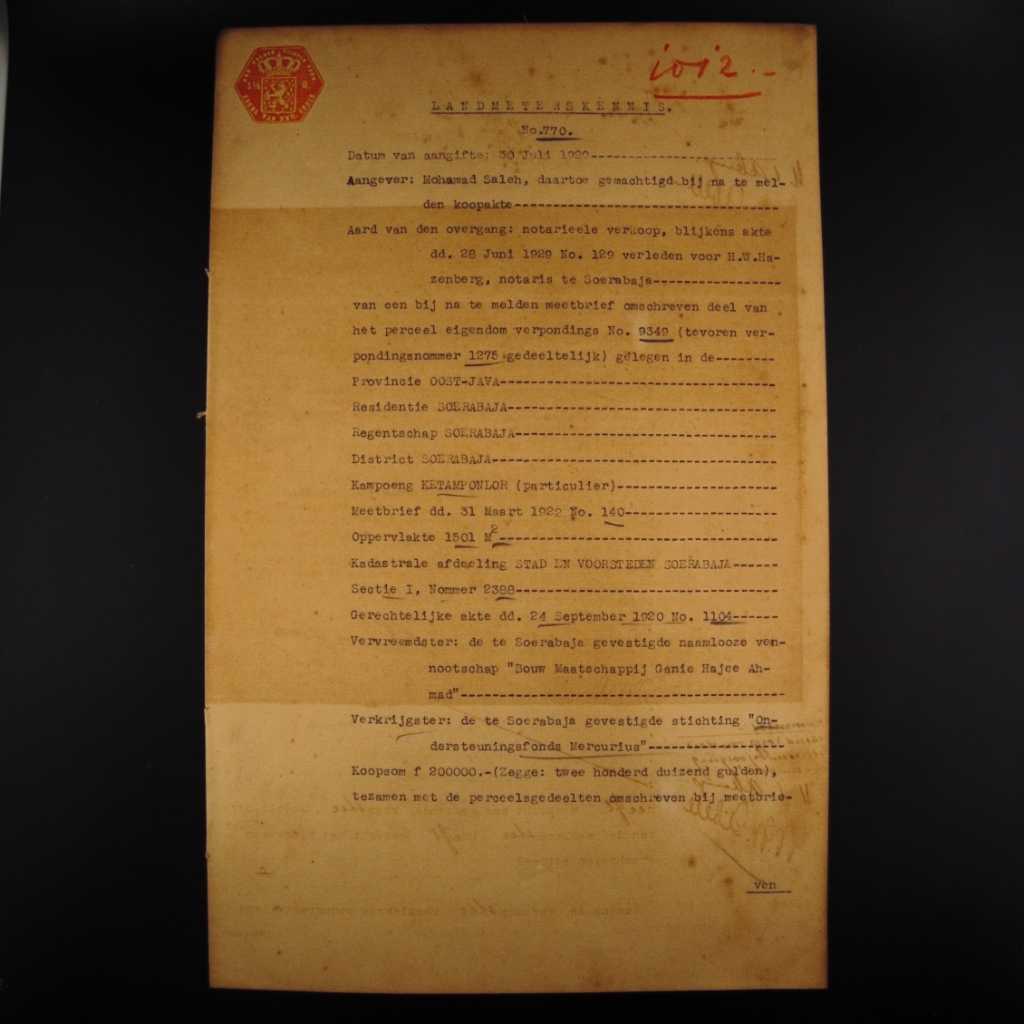 1012.-
LANDMETERSKENNIS.
No.770.
Datum van aangifte: 30 Juli 1929
Aangever: Mohamad Saleh, daartoe gemachtigd bij na te mel-
den koopakte
Aard van den overgang: notarieele verkoop, blijkens akte
dd. 28 Juni 1929 No. 129 verleden voor H.W.Ha-
zenberg, notaris te Soerabaja
van een bij na te melden meetbrief omschreven deel van
het perceel eigendom verpondings No. 9349 (tevoren ver-
pondingsnommer 1275 gedeeltelijk) gelegen in de
Provincie OOST-JAVA
Residentie SOERABAJA
Regentschap SOERABAJA
District SOERABAJA
Kampoeng KETAMPONLOR (particulier)
Meetbrief dd. 31 Maart 1922 No. 140
Oppervlakte 1501 M2
Kadastrale afdeeling STAD EN VOORSTEDEN SOERABAJA
Sectie I, Nommer 2388
Gerechtelijke akte dd. 24 September 1920 No. 1104
Vervreemdster: de te Soerabaja gevestigde naamlooze ven-
nootschap "Bouw Maatschappij Ganie Hajee Ah-
mad"
Verkrijgster: de te Soerabaja gevestigde stichting "On-
dersteuningsfonds Mercurius"
Koopsom f 200000.-(Zegge: twee honderd duizend gulden),
tezamen met de perceelsgedeelten omschreven bij meetbrie-
ven